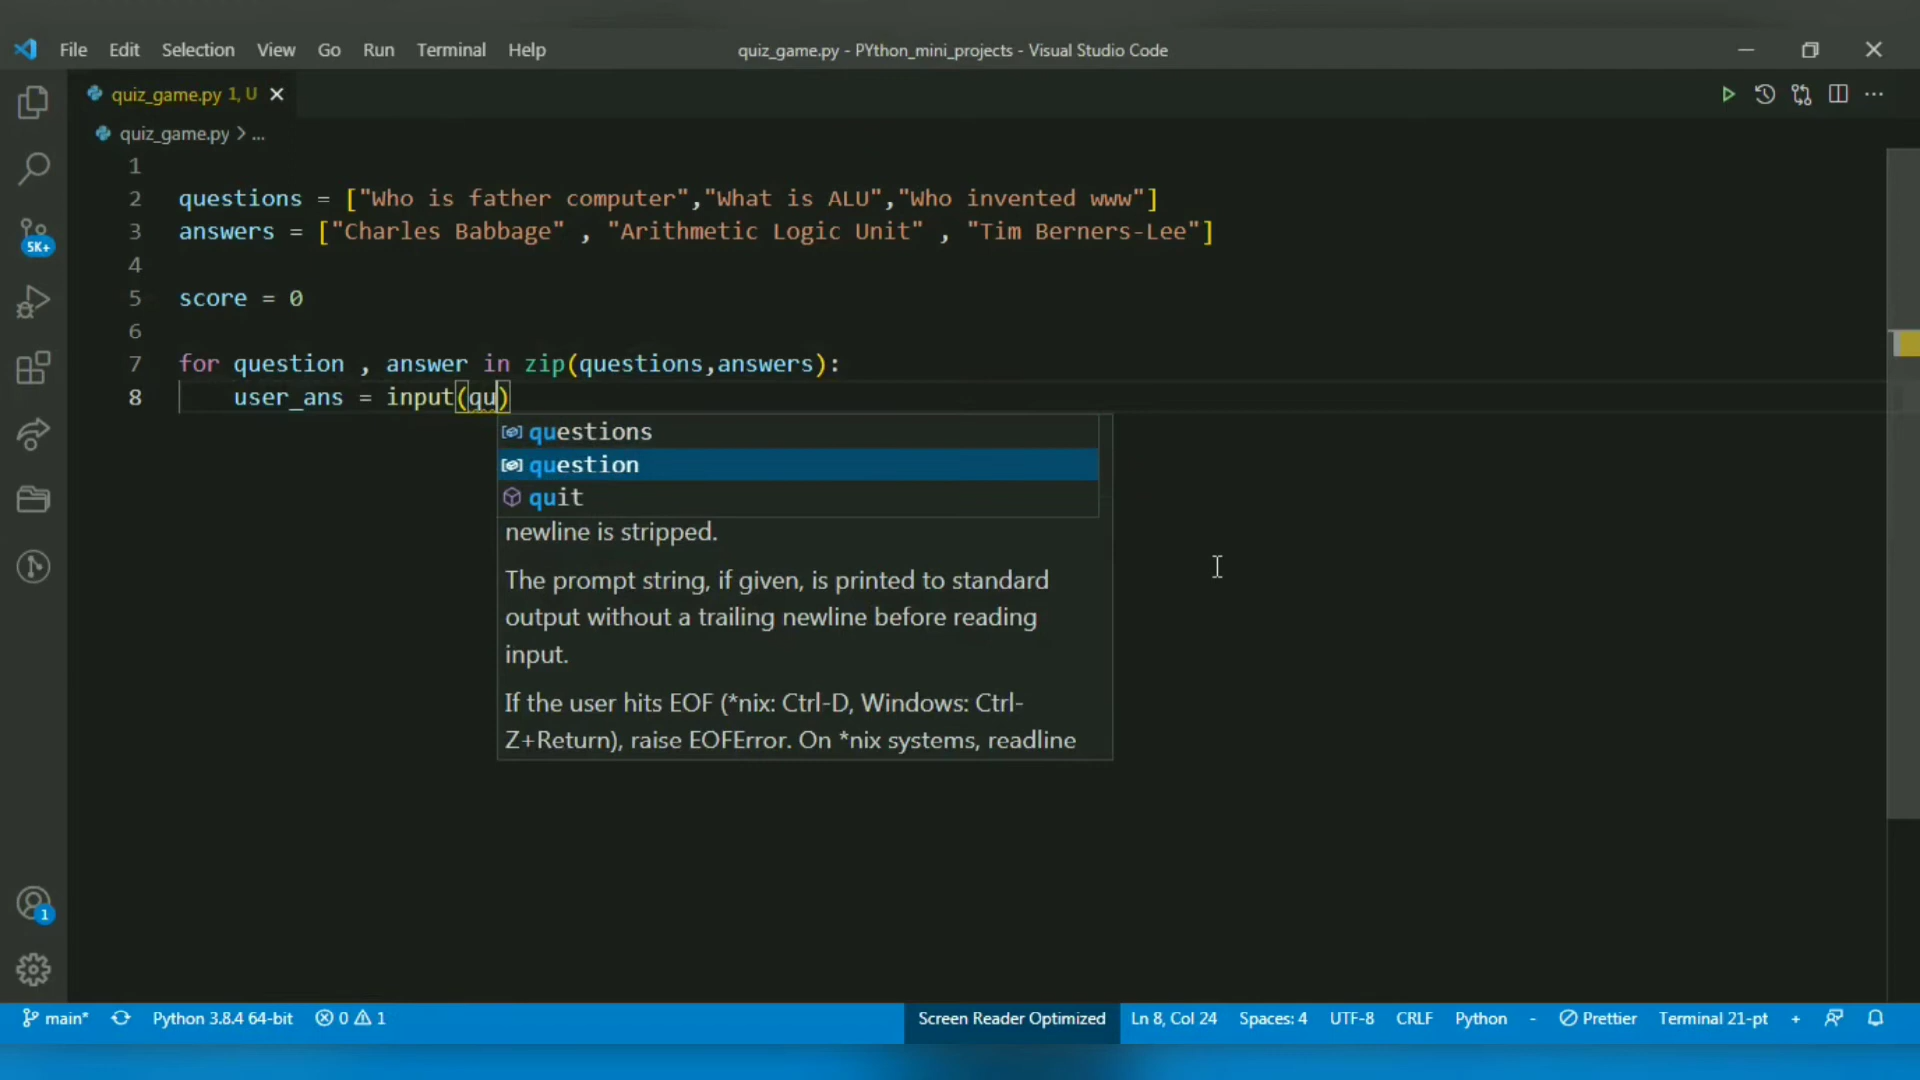 File Edit Selection View Go Run Terminal Help quiz_game.py - PYthon_mini_projects - Visual Studio Code
quiz_game.py 1, U
quiz_game.py > ...
1
2 questions = ["Who is father computer","What is ALU","Who invented www"]
3 answers = ["Charles Babbage" , "Arithmetic Logic Unit" , "Tim Berners-Lee"]
4
5 score = 0
6
7 for question , answer in zip(questions,answers):
8 user_ans = input(qu)
questions
question
quit
newline is stripped.
The prompt string, if given, is printed to standard
output without a trailing newline before reading
input.
If the user hits EOF (*nix: Ctrl-D, Windows: Ctrl-
Z+Return), raise EOFError. On *nix systems, readline
5K+
1
main* Python 3.8.4 64-bit 0 1 Screen Reader Optimized Ln 8, Col 24 Spaces: 4 UTF-8 CRLF Python - Prettier Terminal 21-pt +